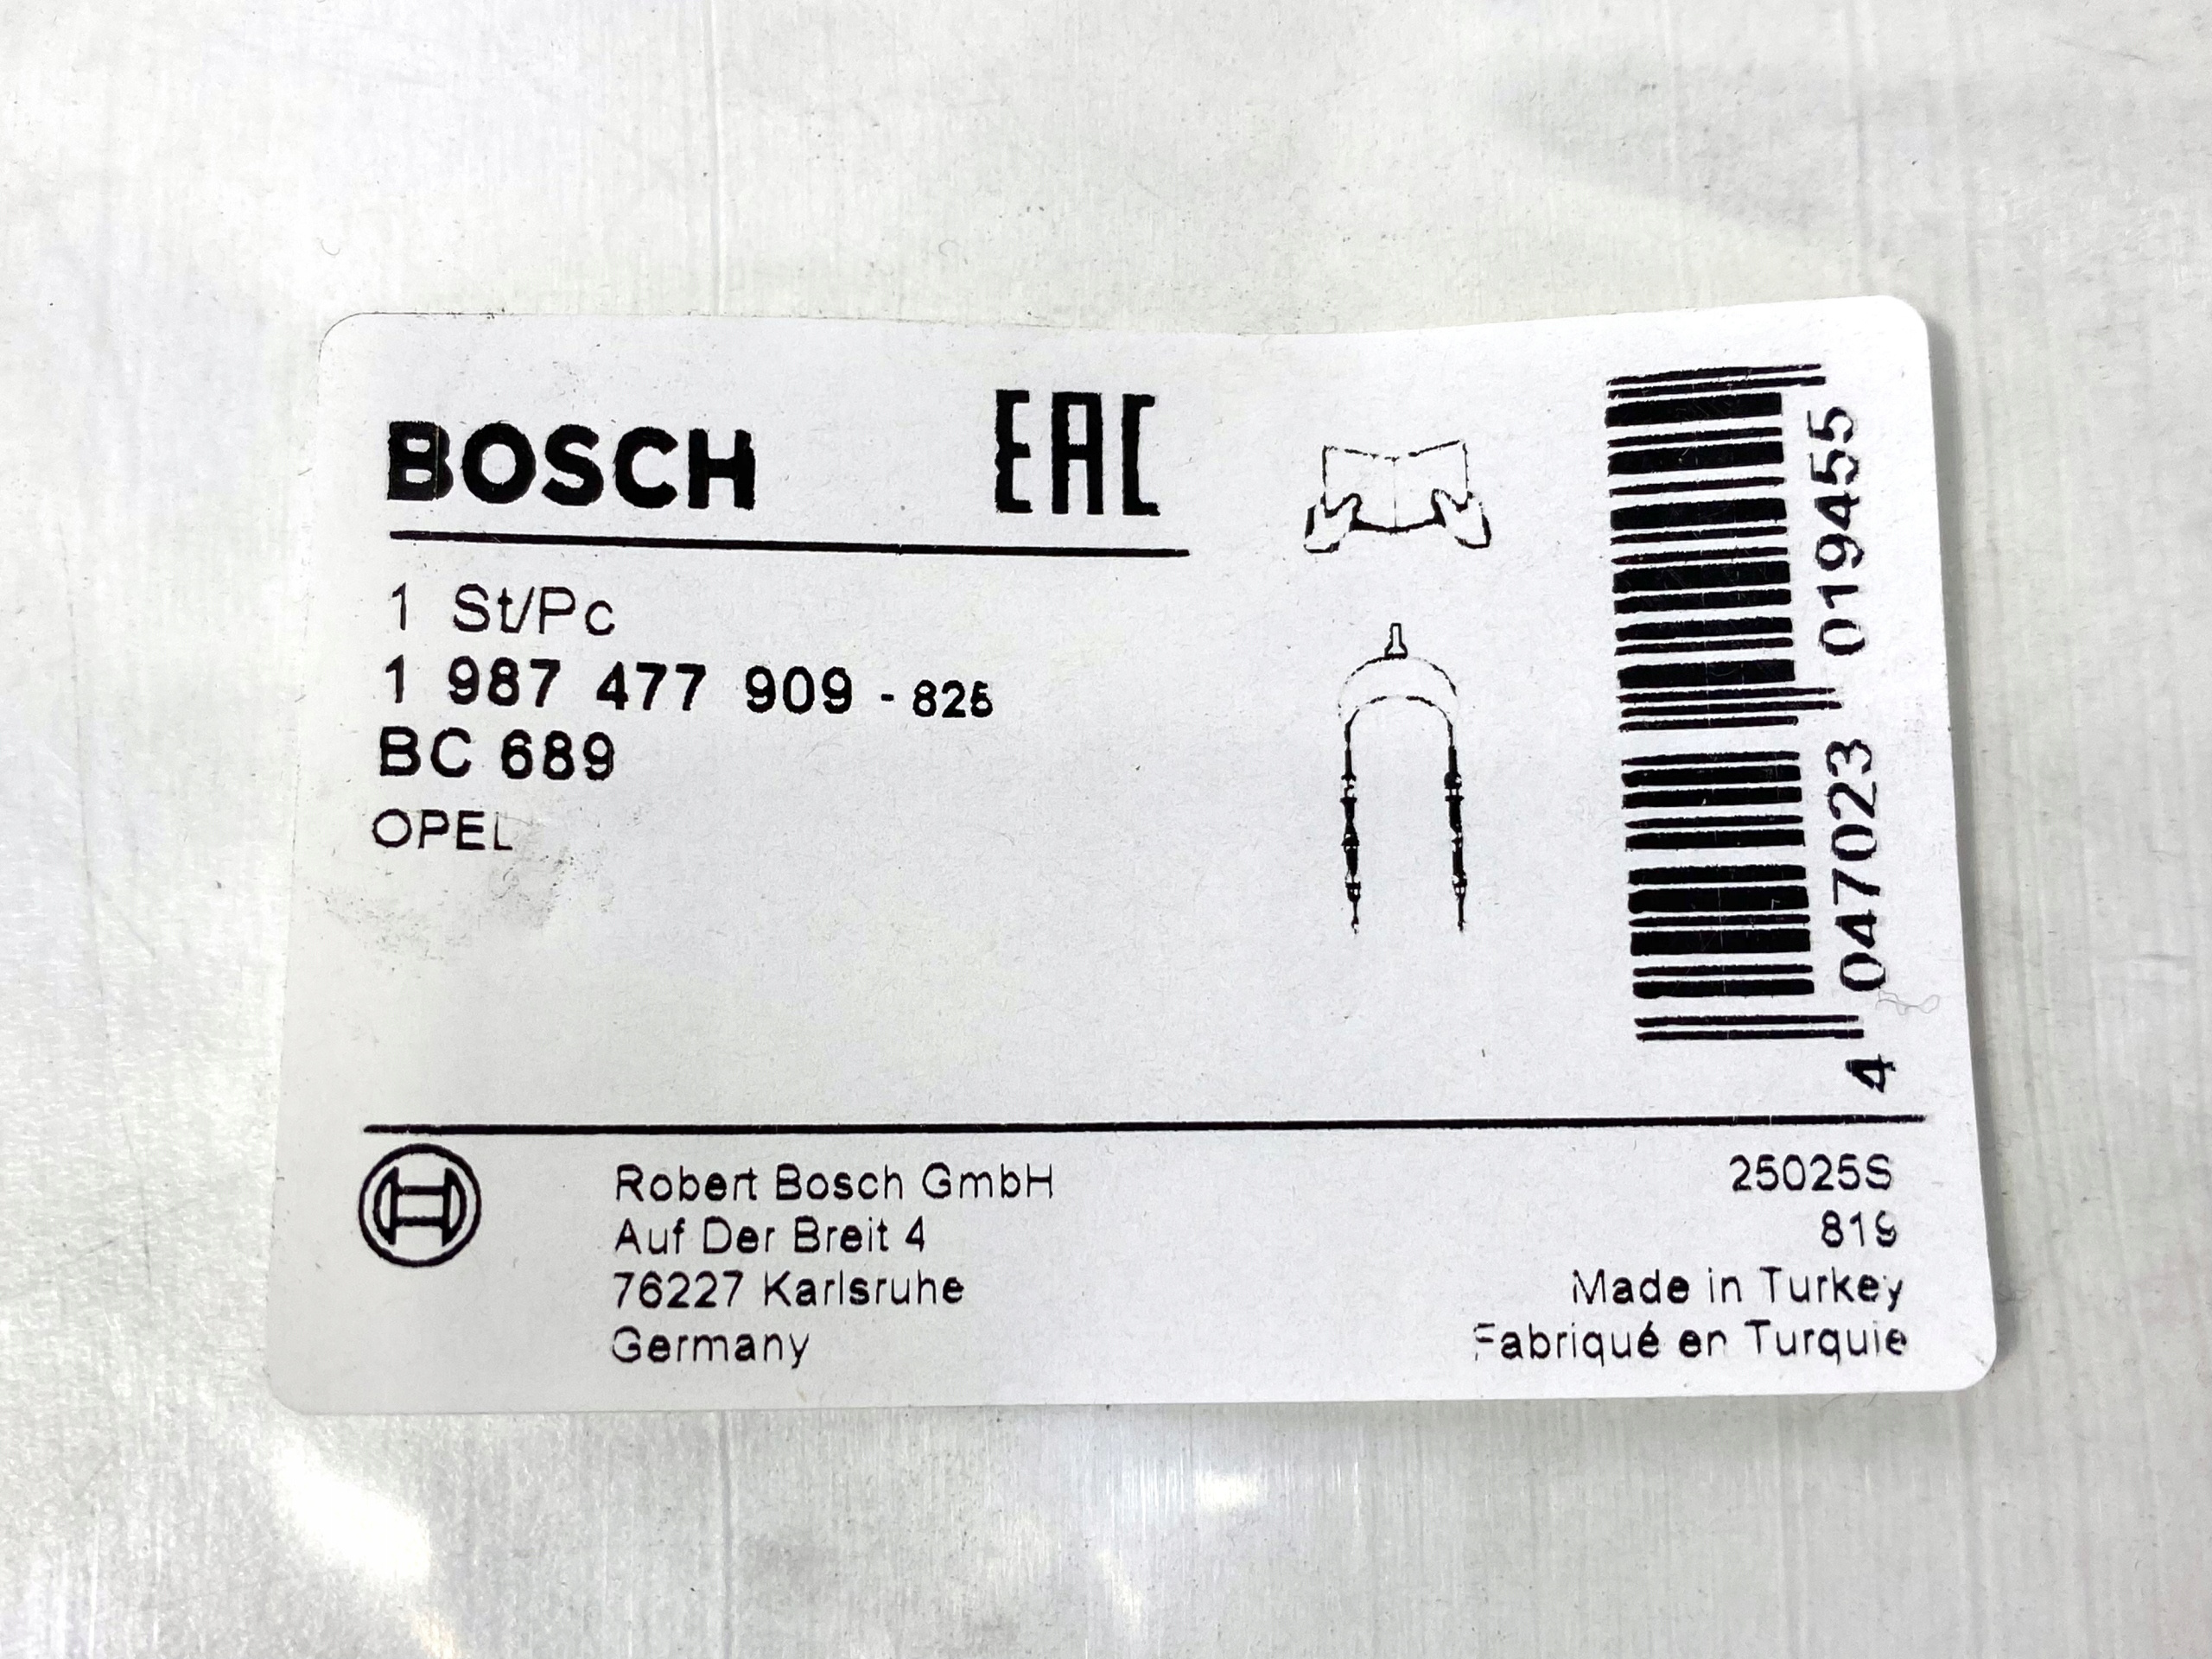 BOSCH
EAC
1 St/Pc
1 987 477 909 - 825
BC 689
OPEL
4 047023 019455
Robert Bosch GmbH
Auf Der Breit 4
76227 Karlsruhe
Germany
25025S
819
Made in Turkey
Fabriqué en Turquie